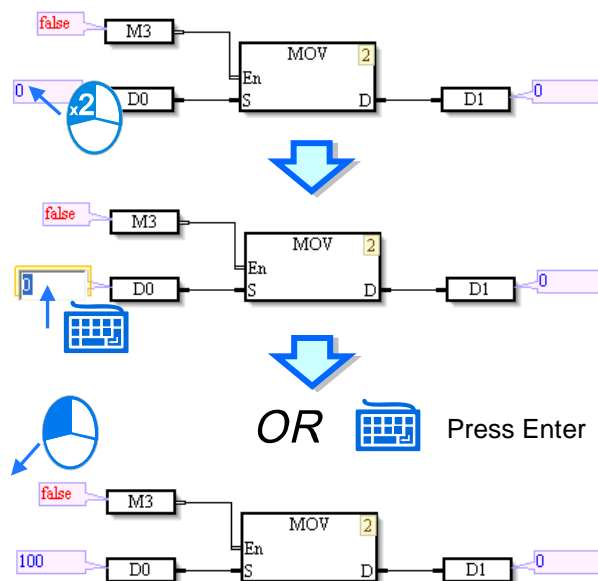 false
M3
MOV 2
En
0
x2
D0
S D
D1
0
false
M3
MOV 2
En
0
D0
S D
D1
0
OR
Press Enter
false
M3
MOV 2
En
100
D0
S D
D1
0